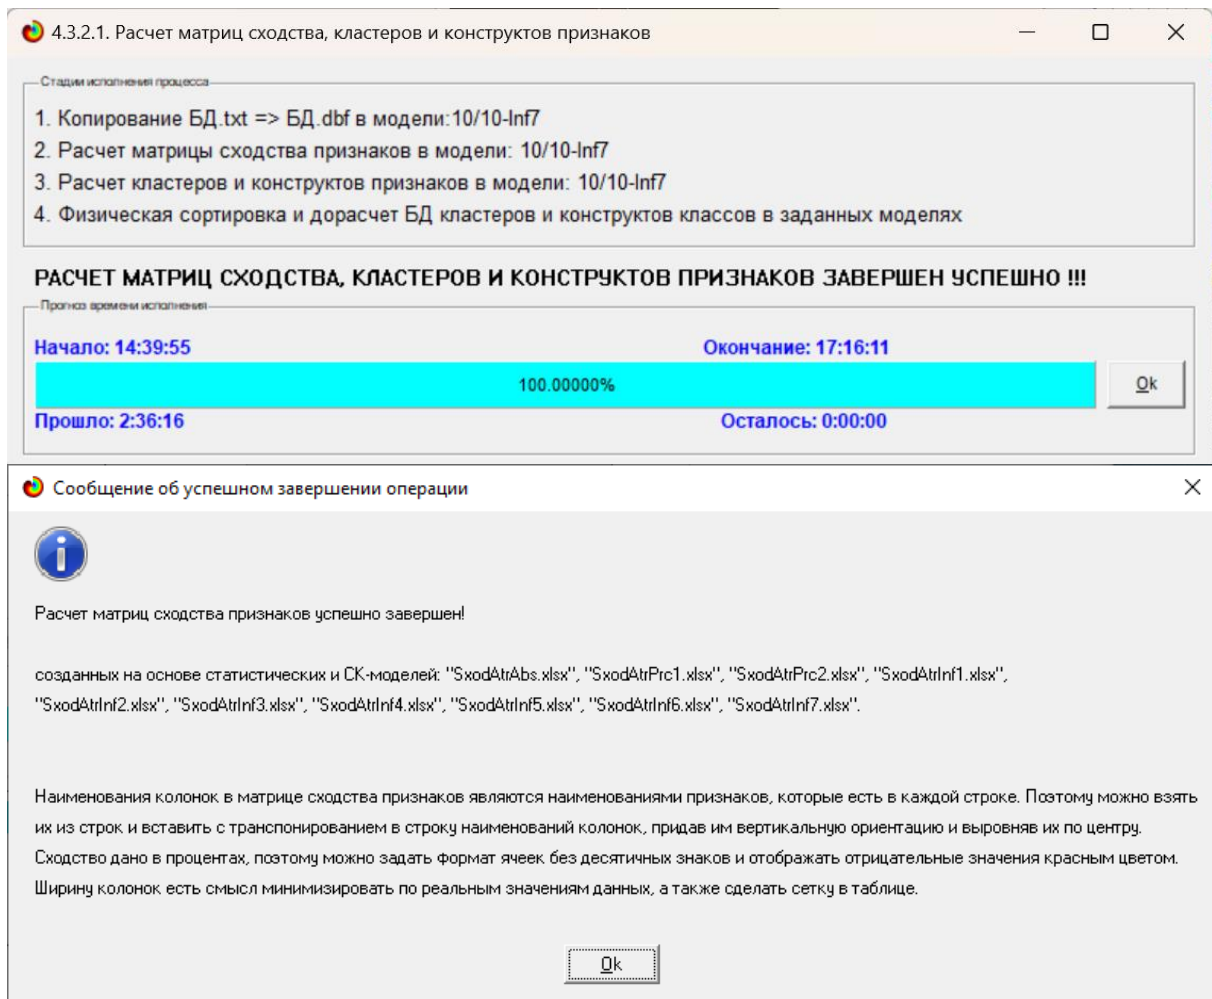 4.3.2.1. Расчет матриц сходства, кластеров и конструктов признаков
Стадии исполнения процесса
1. Копирование БД.txt => БД.dbf в модели:10/10-Inf7
2. Расчет матрицы сходства признаков в модели: 10/10-Inf7
3. Расчет кластеров и конструктов признаков в модели: 10/10-Inf7
4. Физическая сортировка и дорасчет БД кластеров и конструктов классов в заданных моделях
РАСЧЕТ МАТРИЦ СХОДСТВА, КЛАСТЕРОВ И КОНСТРУКТОВ ПРИЗНАКОВ ЗАВЕРШЕН УСПЕШНО !!!
Прогноз времени исполнения
Начало: 14:39:55 Окончание: 17:16:11
100.00000%
Ok
Прошло: 2:36:16 Осталось: 0:00:00
Сообщение об успешном завершении операции
Расчет матриц сходства признаков успешно завершен!
созданных на основе статистических и СК-моделей: "SxodAtrAbs.xlsx", "SxodAtrPrc1.xlsx", "SxodAtrPrc2.xlsx", "SxodAtrInf1.xlsx",
"SxodAtrInf2.xlsx", "SxodAtrInf3.xlsx", "SxodAtrInf4.xlsx", "SxodAtrInf5.xlsx", "SxodAtrInf6.xlsx", "SxodAtrInf7.xlsx".
Наименования колонок в матрице сходства признаков являются наименованиями признаков, которые есть в каждой строке. Поэтому можно взять
их из строк и вставить с транспонированием в строку наименований колонок, придав им вертикальную ориентацию и выровняв их по центру.
Сходство дано в процентах, поэтому можно задать формат ячеек без десятичных знаков и отображать отрицательные значения красным цветом.
Ширину колонок есть смысл минимизировать по реальным значениям данных, а также сделать сетку в таблице.
Ok